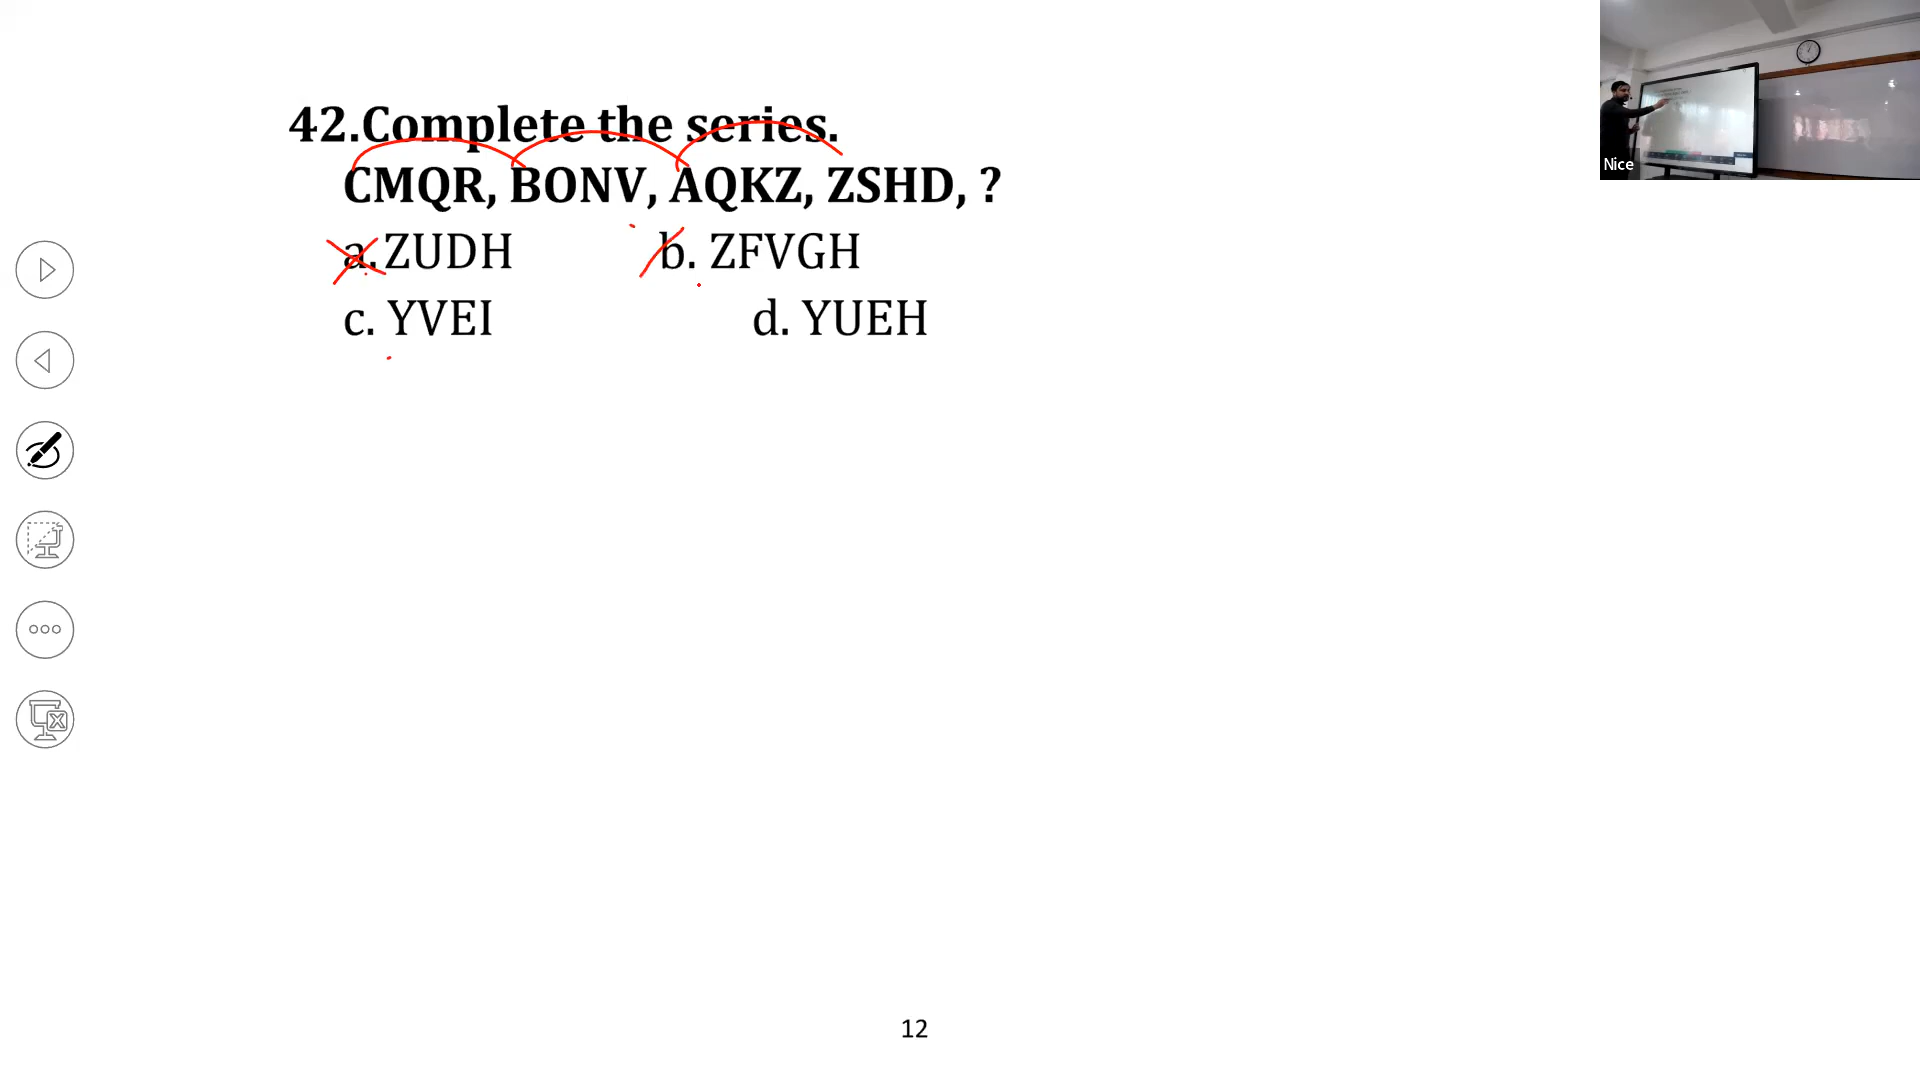 42.Complete the series.
CMQR, BONV, AQKZ, ZSHD, ?
a. ZUDH b. ZFVGH
c. YVEI d. YUEH
12
Nice